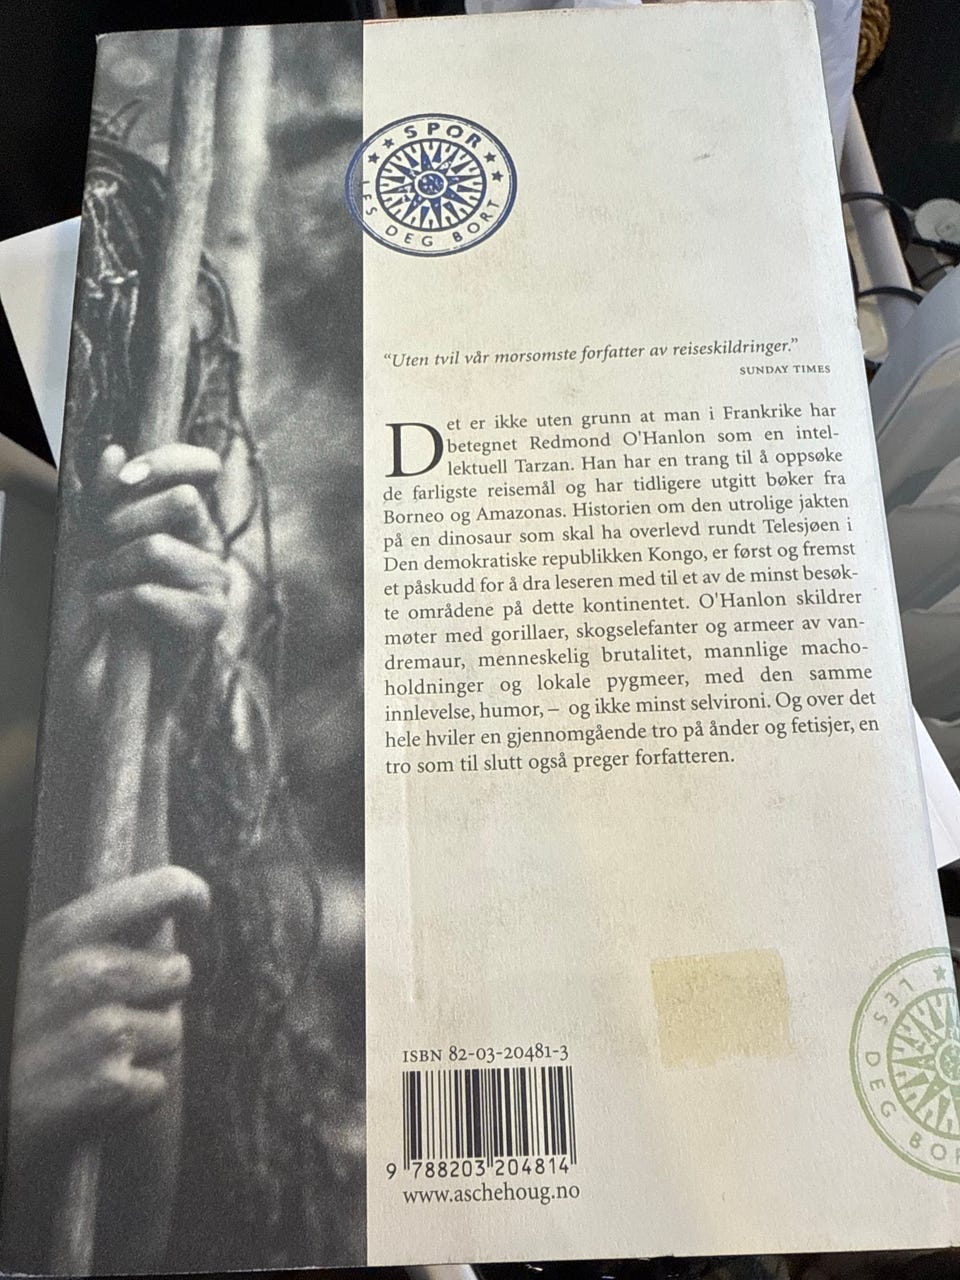 SPOR
LES DEG BORT
“Uten tvil vår morsomste forfatter av reiseskildringer.”
SUNDAY TIMES
Det er ikke uten grunn at man i Frankrike har
betegnet Redmond O'Hanlon som en intel-
lektuell Tarzan. Han har en trang til å oppsøke
de farligste reisemål og har tidligere utgitt bøker fra
Borneo og Amazonas. Historien om den utrolige jakten
på en dinosaur som skal ha overlevd rundt Telesjøen i
Den demokratiske republikken Kongo, er først og fremst
et påskudd for å dra leseren med til et av de minst besøk-
te områdene på dette kontinentet. O'Hanlon skildrer
møter med gorillaer, skogselefanter og armeer av van-
dremaur, menneskelig brutalitet, mannlige macho-
holdninger og lokale pygmeer, med den samme
innlevelse, humor, – og ikke minst selvironi. Og over det
hele hviler en gjennomgående tro på ånder og fetisjer, en
tro som til slutt også preger forfatteren.
ISBN 82-03-20481-3
9 788203 204814
www.aschehoug.no
LES DEG BOR